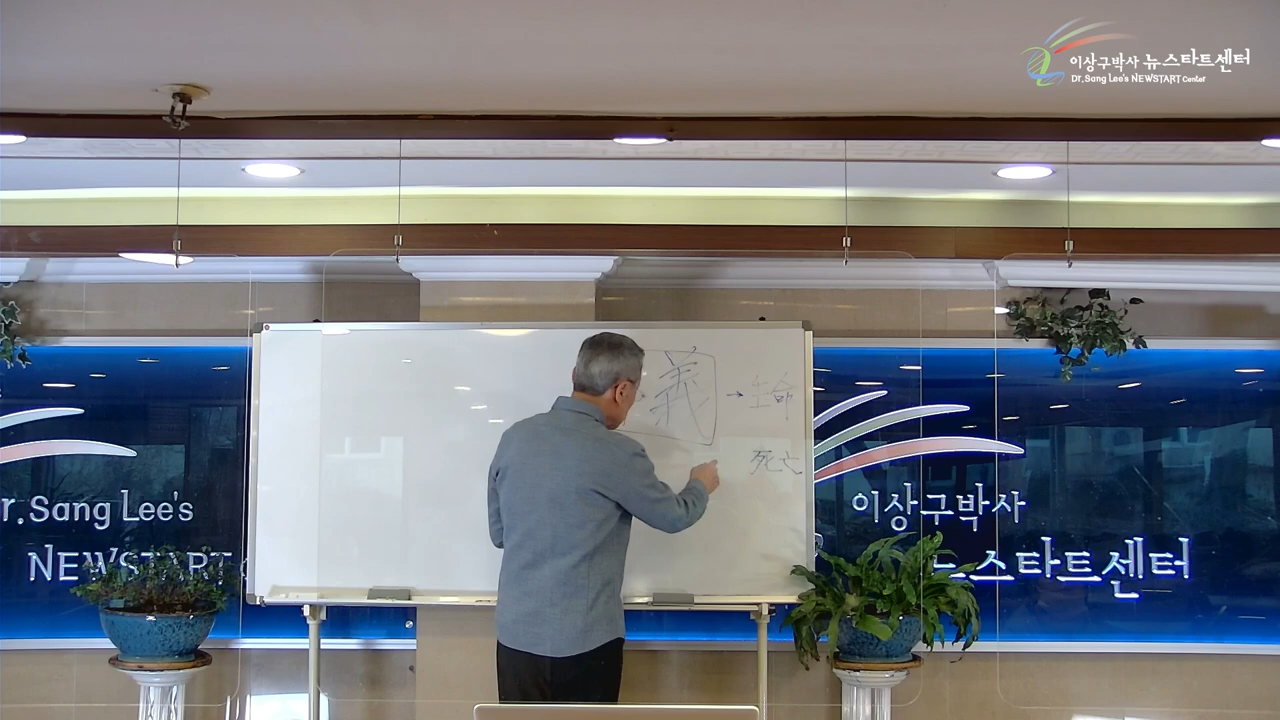 이상구박사 뉴스타트센터
Dr. Sang Lee's NEWSTART Center
義 → 生命
死亡
r. Sang Lee's
NEWSTART
이상구박사
뉴스타트센터